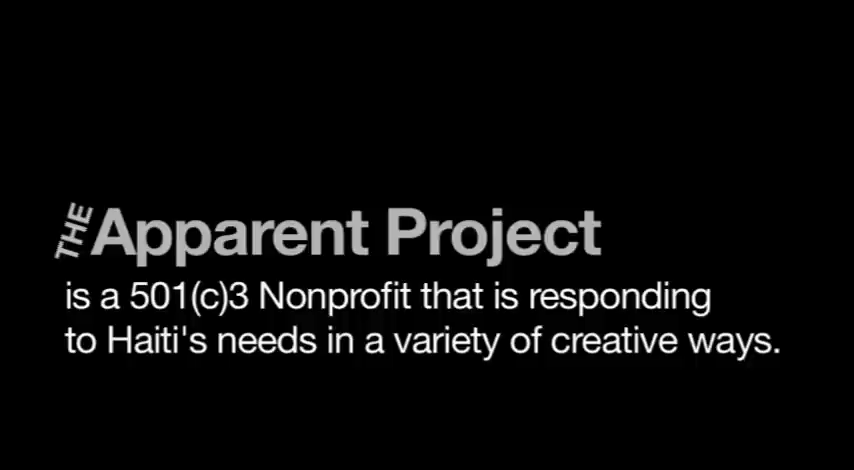 THE Apparent Project
is a 501(c)3 Nonprofit that is responding
to Haiti's needs in a variety of creative ways.